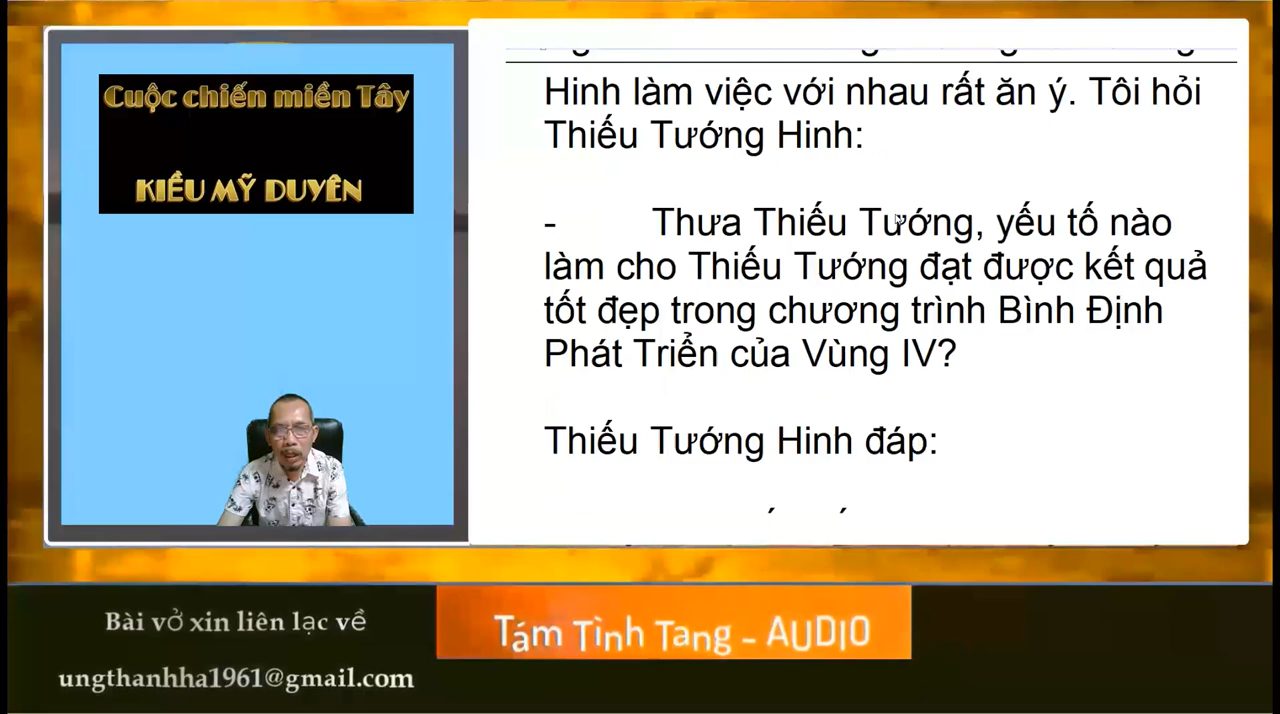 Cuộc chiến miền Tây
KIỀU MỸ DUYÊN
Hinh làm việc với nhau rất ăn ý. Tôi hỏi
Thiếu Tướng Hinh:
- Thưa Thiếu Tướng, yếu tố nào
làm cho Thiếu Tướng đạt được kết quả
tốt đẹp trong chương trình Bình Định
Phát Triển của Vùng IV?
Thiếu Tướng Hinh đáp:
Bài vở xin liên lạc về
ungthanhha1961@gmail.com
Tám Tình Tang - AUDIO